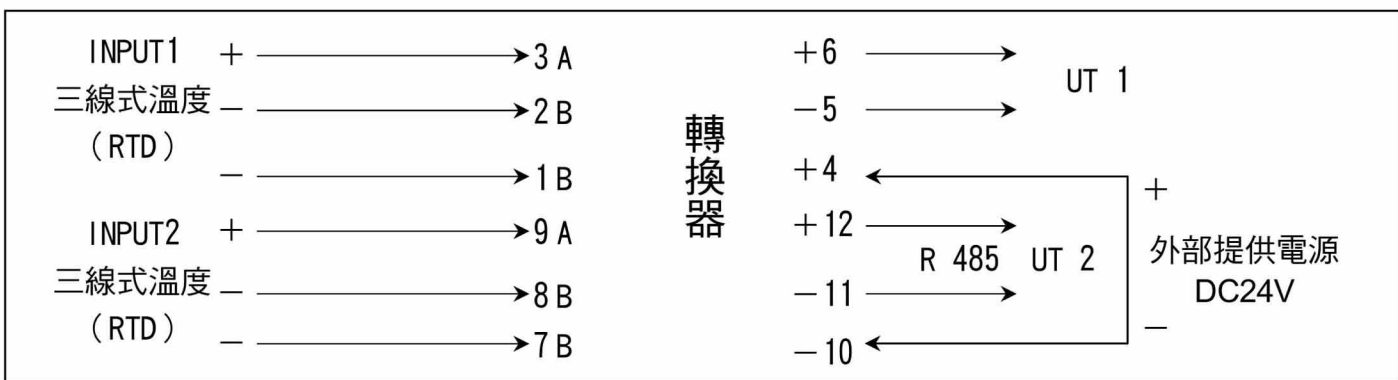 INPUT1
三線式溫度
(RTD)
+ 3 A
− 2 B
− 1 B
INPUT2
三線式溫度
(RTD)
+ 9 A
− 8 B
− 7 B
轉換器
+6
−5
UT 1
+4
+12
R 485 UT 2
−11
−10
+
外部提供電源
DC24V
−